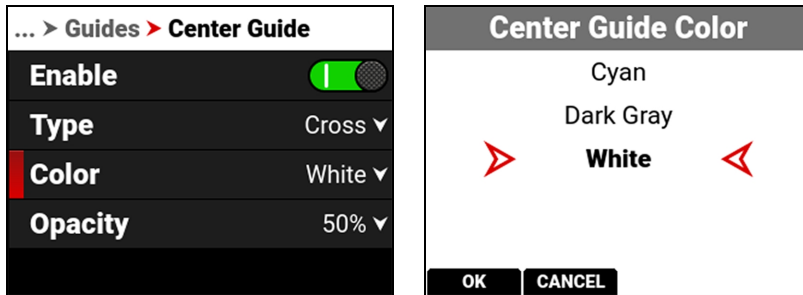 ... > Guides > Center Guide
Enable
Type Cross
Color White
Opacity 50%
Center Guide Color
Cyan
Dark Gray
White
OK CANCEL